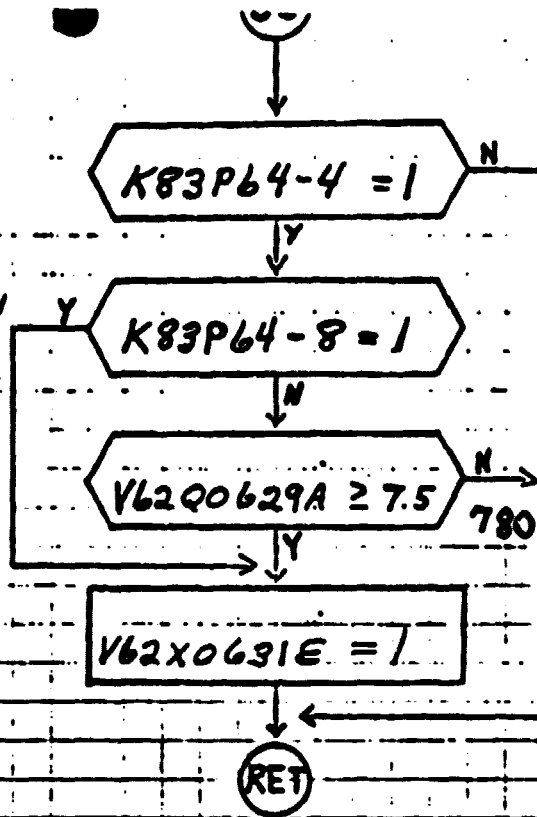 K83P64-4 = 1
N
Y
K83P64-8 = 1
Y
N
V62Q0629A ≥ 7.5
N
780
Y
V62X0631E = 1
RET